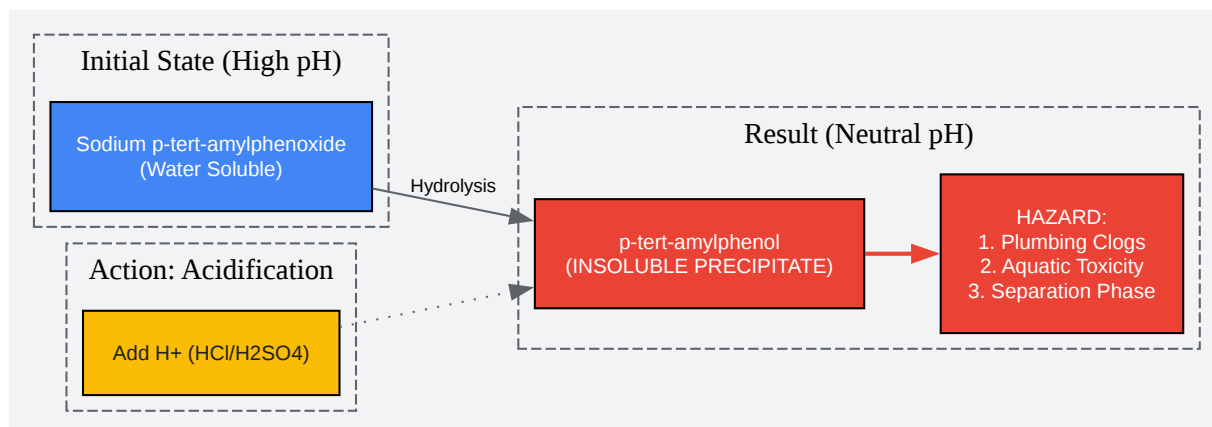 Initial State (High pH)
Sodium p-tert-amylphenoxide
(Water Soluble)
Hydrolysis
Action: Acidification
Add H+ (HCl/H2SO4)
Result (Neutral pH)
p-tert-amylphenol
(INSOLUBLE PRECIPITATE)
HAZARD:
1. Plumbing Clogs
2. Aquatic Toxicity
3. Separation Phase